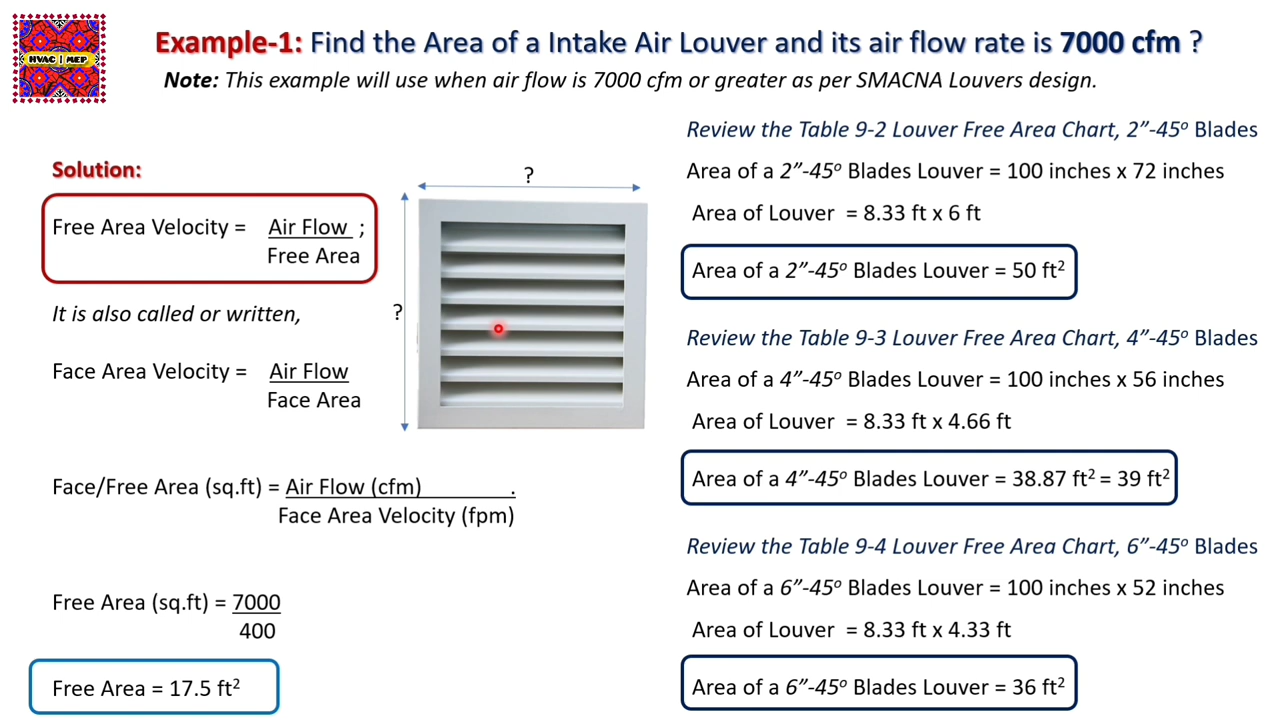 HVAC | MEP
Example-1: Find the Area of a Intake Air Louver and its air flow rate is 7000 cfm ?
Note: This example will use when air flow is 7000 cfm or greater as per SMACNA Louvers design.
Solution:
Free Area Velocity = Air Flow ;
Free Area
It is also called or written,
Face Area Velocity = Air Flow
Face Area
Face/Free Area (sq.ft) = Air Flow (cfm) .
Face Area Velocity (fpm)
Free Area (sq.ft) = 7000
400
Free Area = 17.5 ft²
?
?
Review the Table 9-2 Louver Free Area Chart, 2”-45° Blades
Area of a 2”-45° Blades Louver = 100 inches x 72 inches
Area of Louver = 8.33 ft x 6 ft
Area of a 2”-45° Blades Louver = 50 ft²
Review the Table 9-3 Louver Free Area Chart, 4”-45° Blades
Area of a 4”-45° Blades Louver = 100 inches x 56 inches
Area of Louver = 8.33 ft x 4.66 ft
Area of a 4”-45° Blades Louver = 38.87 ft² = 39 ft²
Review the Table 9-4 Louver Free Area Chart, 6”-45° Blades
Area of a 6”-45° Blades Louver = 100 inches x 52 inches
Area of Louver = 8.33 ft x 4.33 ft
Area of a 6”-45° Blades Louver = 36 ft²